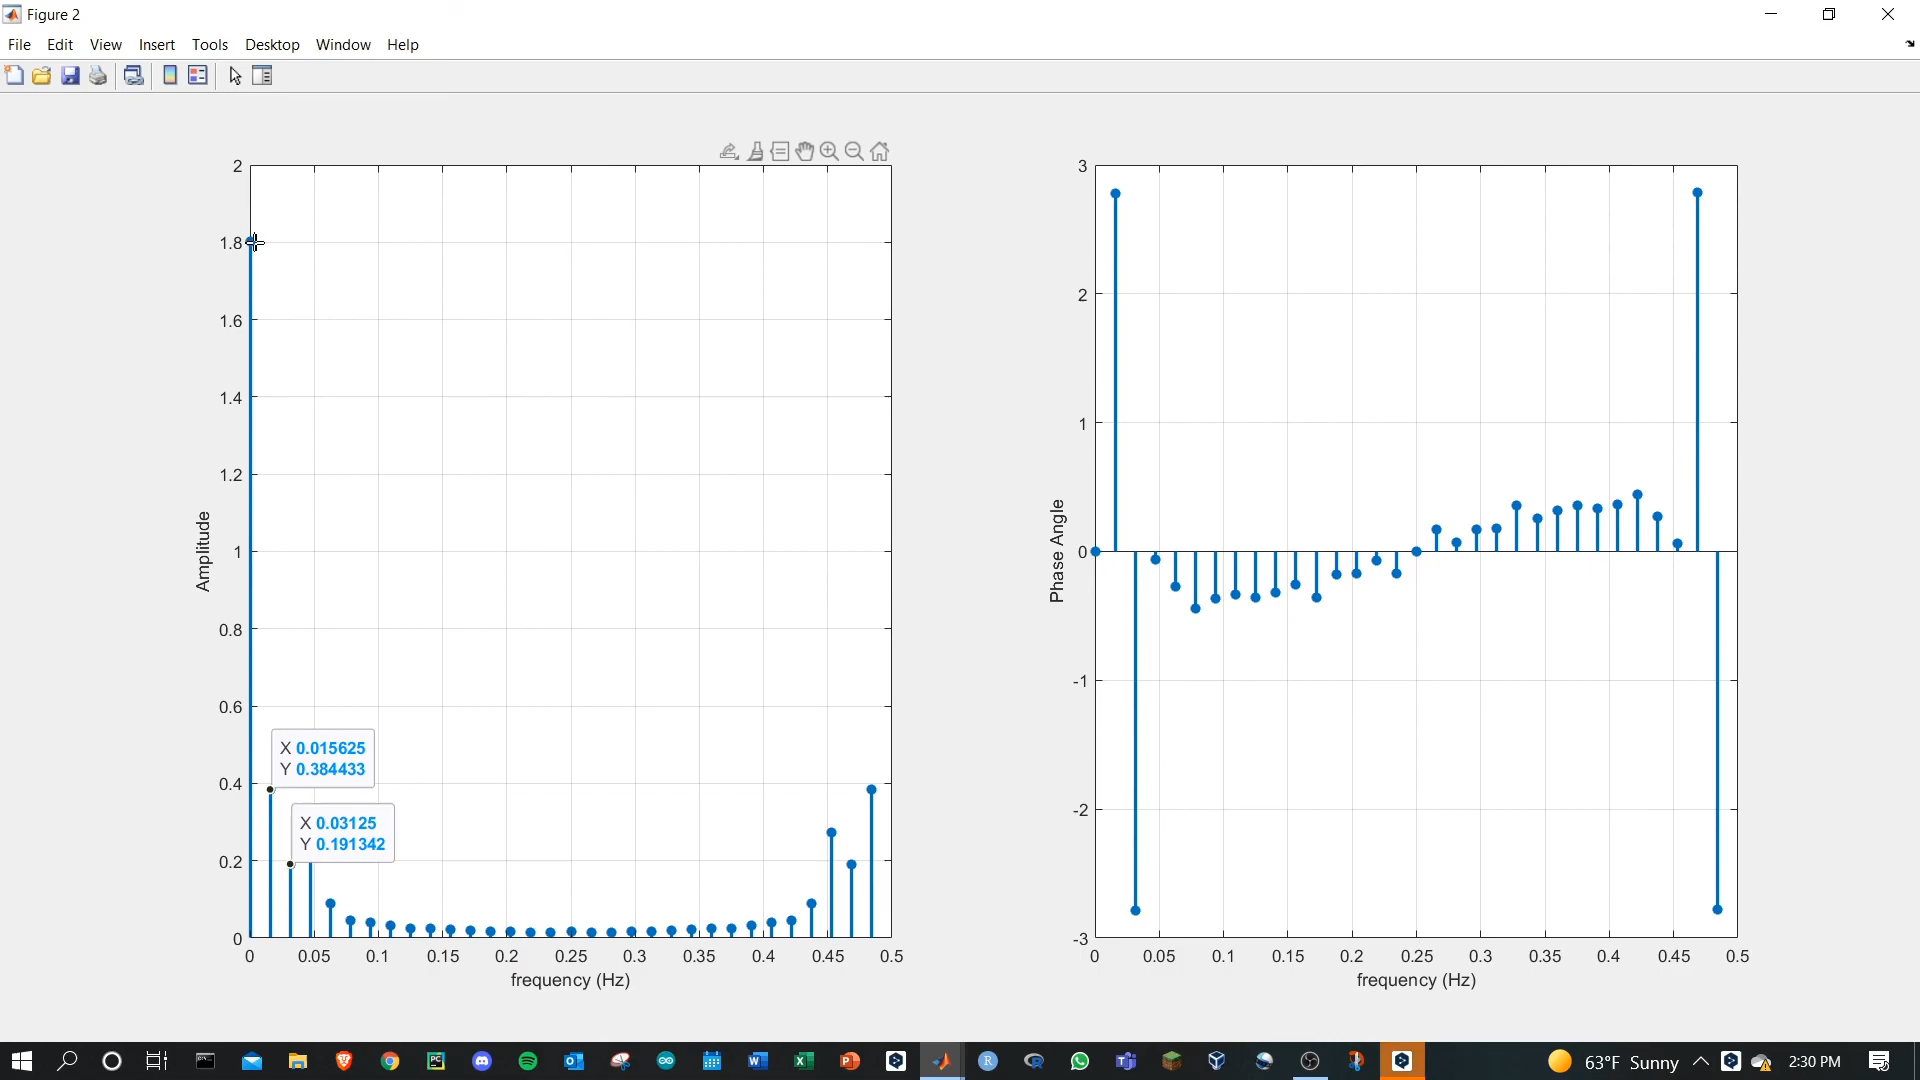 Figure 2
File Edit View Insert Tools Desktop Window Help
2
1.8
1.6
1.4
1.2
1
0.8
0.6
0.4
0.2
0
Amplitude
X 0.015625
Y 0.384433
X 0.03125
Y 0.191342
0 0.05 0.1 0.15 0.2 0.25 0.3 0.35 0.4 0.45 0.5
frequency (Hz)
3
2
1
0
-1
-2
-3
Phase Angle
0 0.05 0.1 0.15 0.2 0.25 0.3 0.35 0.4 0.45 0.5
frequency (Hz)
63°F Sunny
2:30 PM